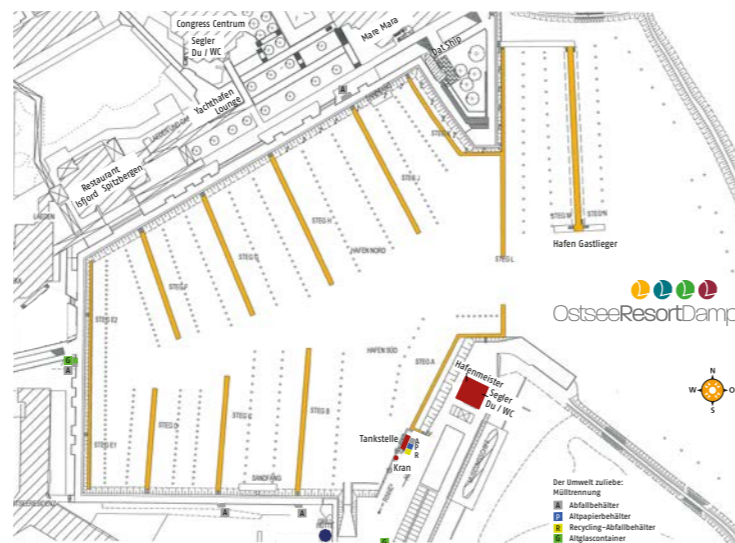 Congress Centrum
Segler
Du / WC
Mare Mara
Dat Ship
Yachthafen
Lounge
A
Restaurant
Isfjord Spitzbergen
LAEDEN
STEG J
STEG H
STEG G
STEG F
STEG E2
HAFEN NORD
STEG L
STEG M
STEG N
Hafen Gastlieger
OstseeResortDamp
HAFEN SÜD
STEG A
Hafenmeister
Segler
Du / WC
N
W
O
S
G
A
STEG E1
STEG D
STEG B
Tankstelle
A
P
R
Kran
SANDFANG
A
A
G
Der Umwelt zuliebe:
Mülltrennung
A Abfallbehälter
P Altpapierbehälter
R Recycling-Abfallbehälter
G Altglascontainer